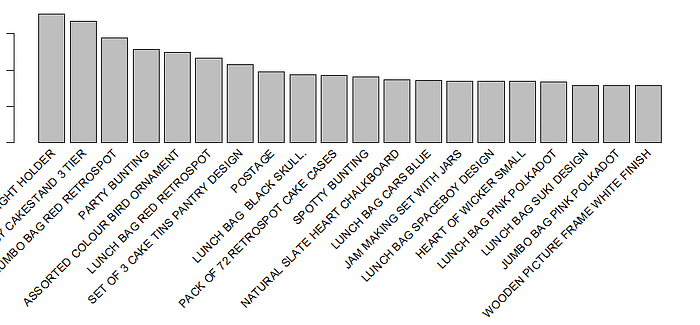 GHT HOLDER
CAKESTAND 3 TIER
JUMBO BAG RED RETROSPOT
PARTY BUNTING
ASSORTED COLOUR BIRD ORNAMENT
LUNCH BAG RED RETROSPOT
SET OF 3 CAKE TINS PANTRY DESIGN
POSTAGE
LUNCH BAG BLACK SKULL.
PACK OF 72 RETROSPOT CAKE CASES
SPOTTY BUNTING
NATURAL SLATE HEART CHALKBOARD
LUNCH BAG CARS BLUE
JAM MAKING SET WITH JARS
LUNCH BAG SPACEBOY DESIGN
HEART OF WICKER SMALL
LUNCH BAG PINK POLKADOT
LUNCH BAG SUKI DESIGN
JUMBO BAG PINK POLKADOT
WOODEN PICTURE FRAME WHITE FINISH